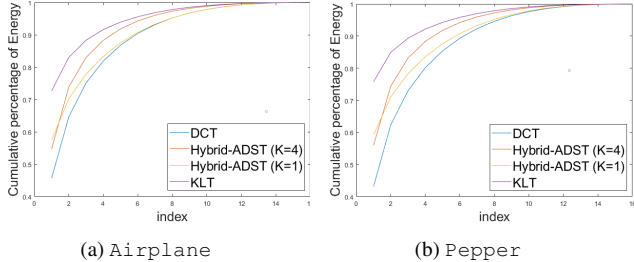 Cumulative percentage of Energy
1
0.9
0.8
0.7
0.6
0.5
0.4
0 2 4 6 8 10 12 14 1
index
DCT
Hybrid-ADST (K=4)
Hybrid-ADST (K=1)
KLT
(a) Airplane
Cumulative percentage of Energy
1
0.9
0.8
0.7
0.6
0.5
0.4
0 2 4 6 8 10 12 14 16
index
DCT
Hybrid-ADST (K=4)
Hybrid-ADST (K=1)
KLT
(b) Pepper